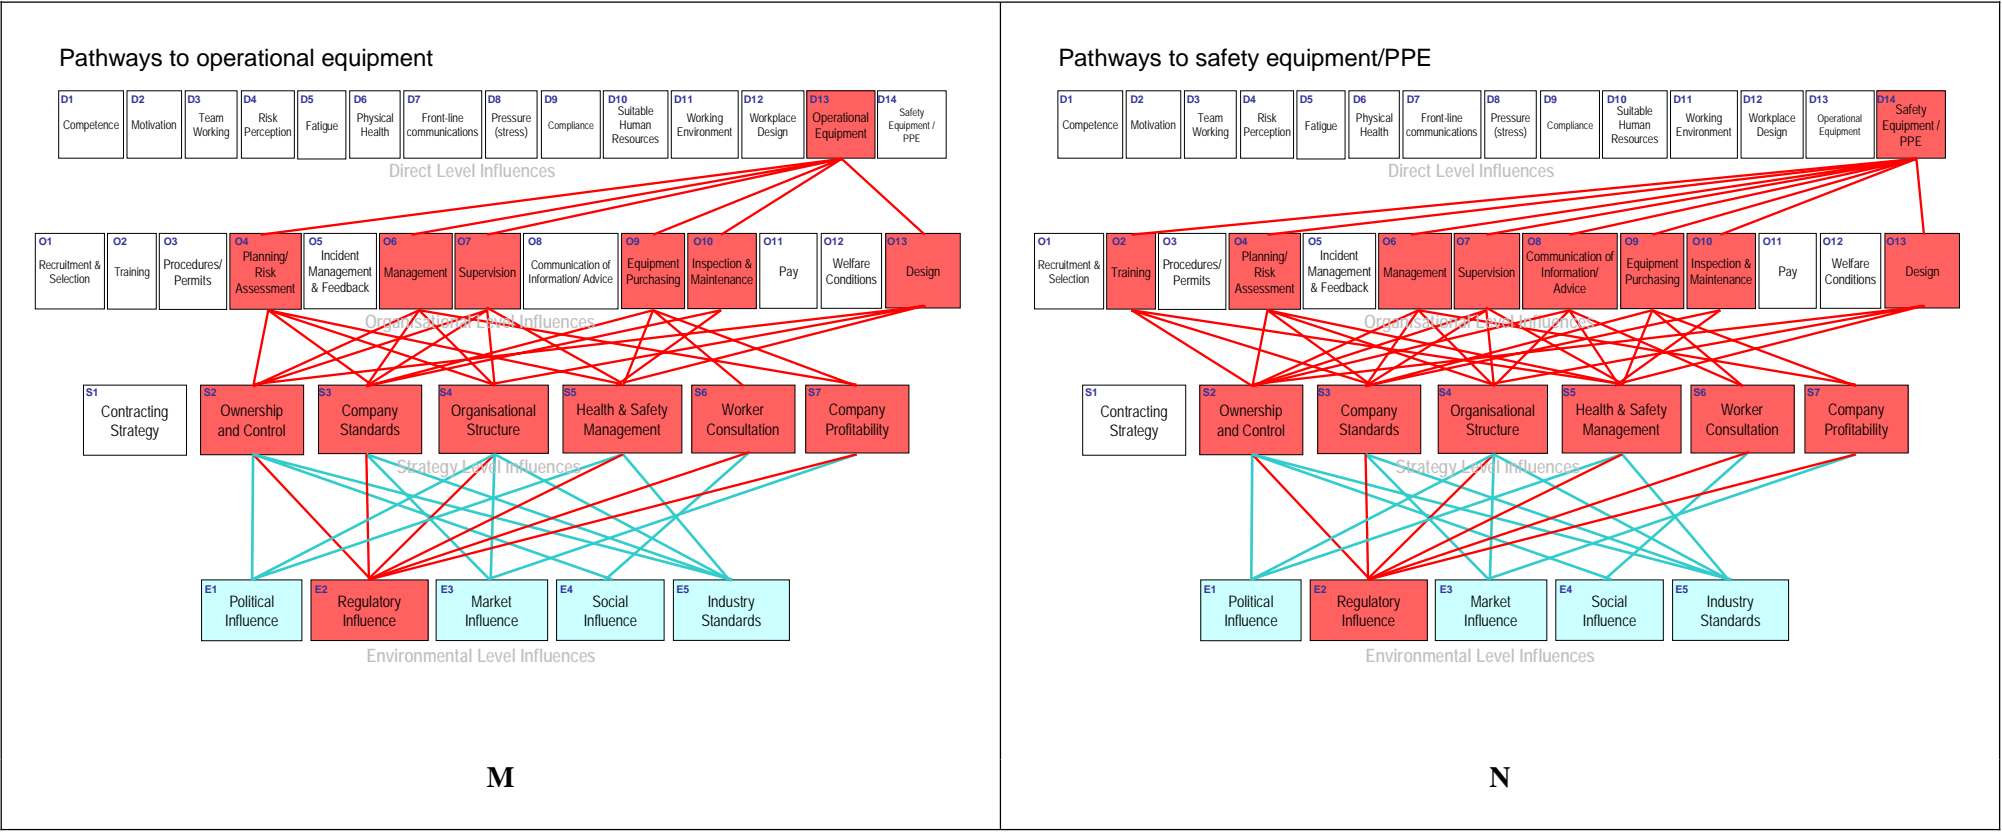 Pathways to operational equipment
D1
Competence
D2
Motivation
D3
Team
Working
D4
Risk
Perception
D5
Fatigue
D6
Physical
Health
D7
Front-line
communications
D8
Pressure
(stress)
D9
Compliance
D10
Suitable
Human
Resources
D11
Working
Environment
D12
Workplace
Design
D13
Operational
Equipment
D14
Safety
Equipment /
PPE
Direct Level Influences
O1
Recruitment &
Selection
O2
Training
O3
Procedures/
Permits
O4
Planning/
Risk
Assessment
O5
Incident
Management
& Feedback
O6
Management
O7
Supervision
O8
Communication of
Information/ Advice
O9
Equipment
Purchasing
O10
Inspection &
Maintenance
O11
Pay
O12
Welfare
Conditions
O13
Design
Organisational Level Influences
S1
Contracting
Strategy
S2
Ownership
and Control
S3
Company
Standards
S4
Organisational
Structure
S5
Health & Safety
Management
S6
Worker
Consultation
S7
Company
Profitability
Strategy Level Influences
E1
Political
Influence
E2
Regulatory
Influence
E3
Market
Influence
E4
Social
Influence
E5
Industry
Standards
Environmental Level Influences
M
Pathways to safety equipment/PPE
D1
Competence
D2
Motivation
D3
Team
Working
D4
Risk
Perception
D5
Fatigue
D6
Physical
Health
D7
Front-line
communications
D8
Pressure
(stress)
D9
Compliance
D10
Suitable
Human
Resources
D11
Working
Environment
D12
Workplace
Design
D13
Operational
Equipment
D14
Safety
Equipment /
PPE
Direct Level Influences
O1
Recruitment &
Selection
O2
Training
O3
Procedures/
Permits
O4
Planning/
Risk
Assessment
O5
Incident
Management
& Feedback
O6
Management
O7
Supervision
O8
Communication of
Information/
Advice
O9
Equipment
Purchasing
O10
Inspection &
Maintenance
O11
Pay
O12
Welfare
Conditions
O13
Design
Organisational Level Influences
S1
Contracting
Strategy
S2
Ownership
and Control
S3
Company
Standards
S4
Organisational
Structure
S5
Health & Safety
Management
S6
Worker
Consultation
S7
Company
Profitability
Strategy Level Influences
E1
Political
Influence
E2
Regulatory
Influence
E3
Market
Influence
E4
Social
Influence
E5
Industry
Standards
Environmental Level Influences
N